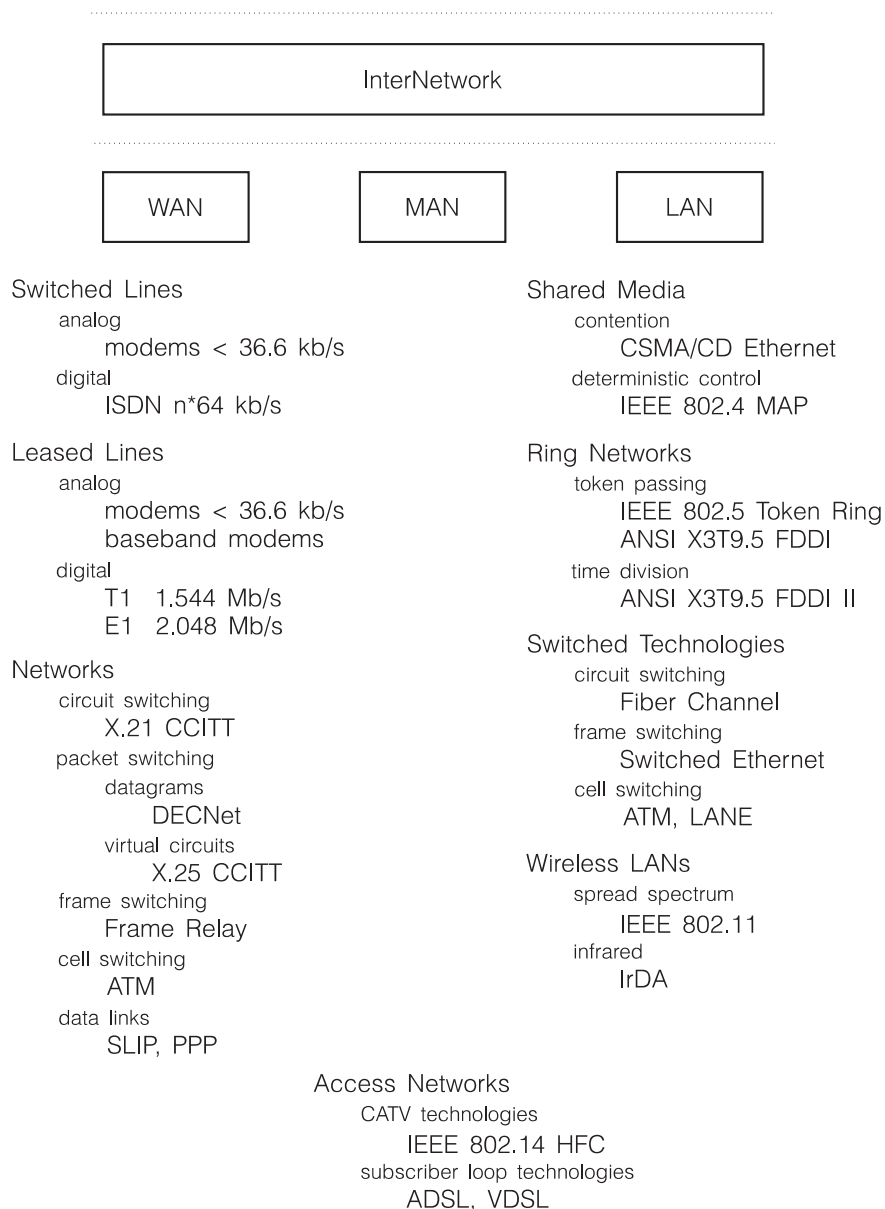 InterNetwork
WAN
MAN
LAN
Switched Lines
analog
modems < 36.6 kb/s
digital
ISDN n*64 kb/s
Leased Lines
analog
modems < 36.6 kb/s
baseband modems
digital
T1 1.544 Mb/s
E1 2.048 Mb/s
Networks
circuit switching
X.21 CCITT
packet switching
datagrams
DECNet
virtual circuits
X.25 CCITT
frame switching
Frame Relay
cell switching
ATM
data links
SLIP, PPP
Shared Media
contention
CSMA/CD Ethernet
deterministic control
IEEE 802.4 MAP
Ring Networks
token passing
IEEE 802.5 Token Ring
ANSI X3T9.5 FDDI
time division
ANSI X3T9.5 FDDI II
Switched Technologies
circuit switching
Fiber Channel
frame switching
Switched Ethernet
cell switching
ATM, LANE
Wireless LANs
spread spectrum
IEEE 802.11
infrared
IrDA
Access Networks
CATV technologies
IEEE 802.14 HFC
subscriber loop technologies
ADSL, VDSL